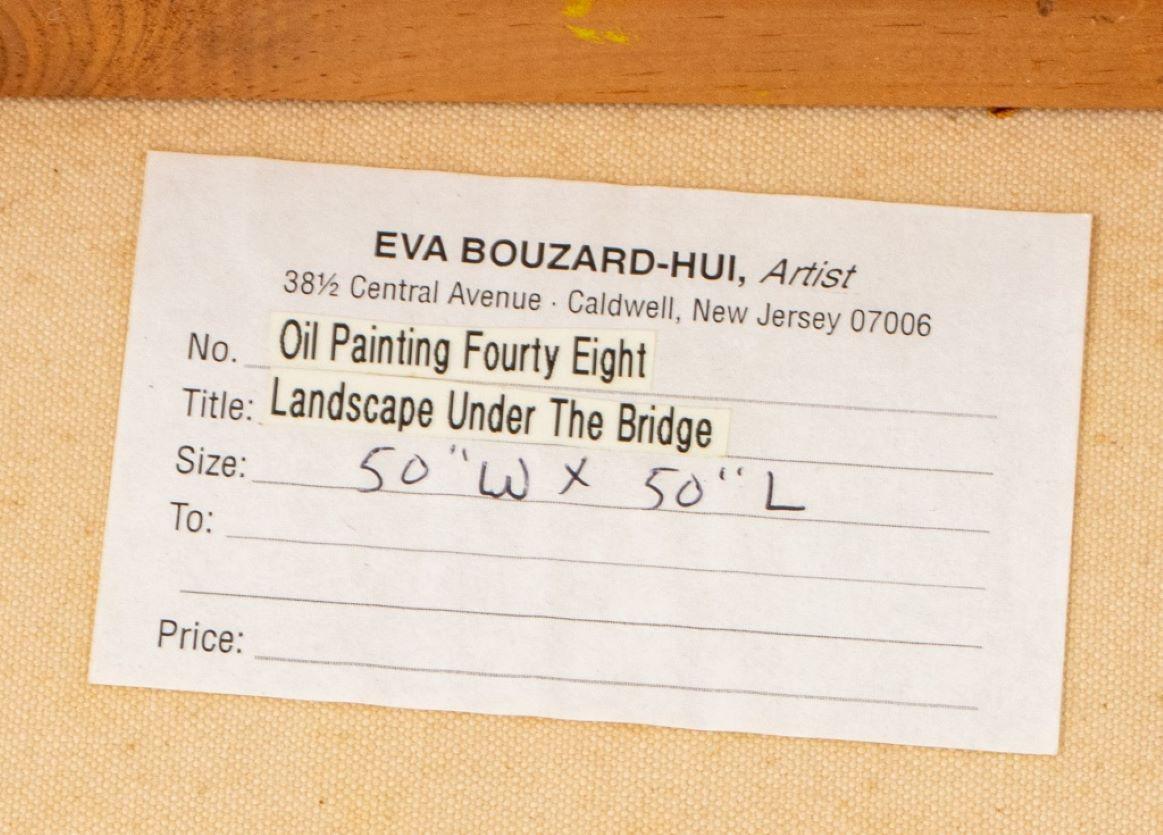 EVA BOUZARD-HUI, Artist
38½ Central Avenue · Caldwell, New Jersey 07006
No. Oil Painting Fourty Eight
Title: Landscape Under The Bridge
Size: 50" W X 50" L
To:
Price: